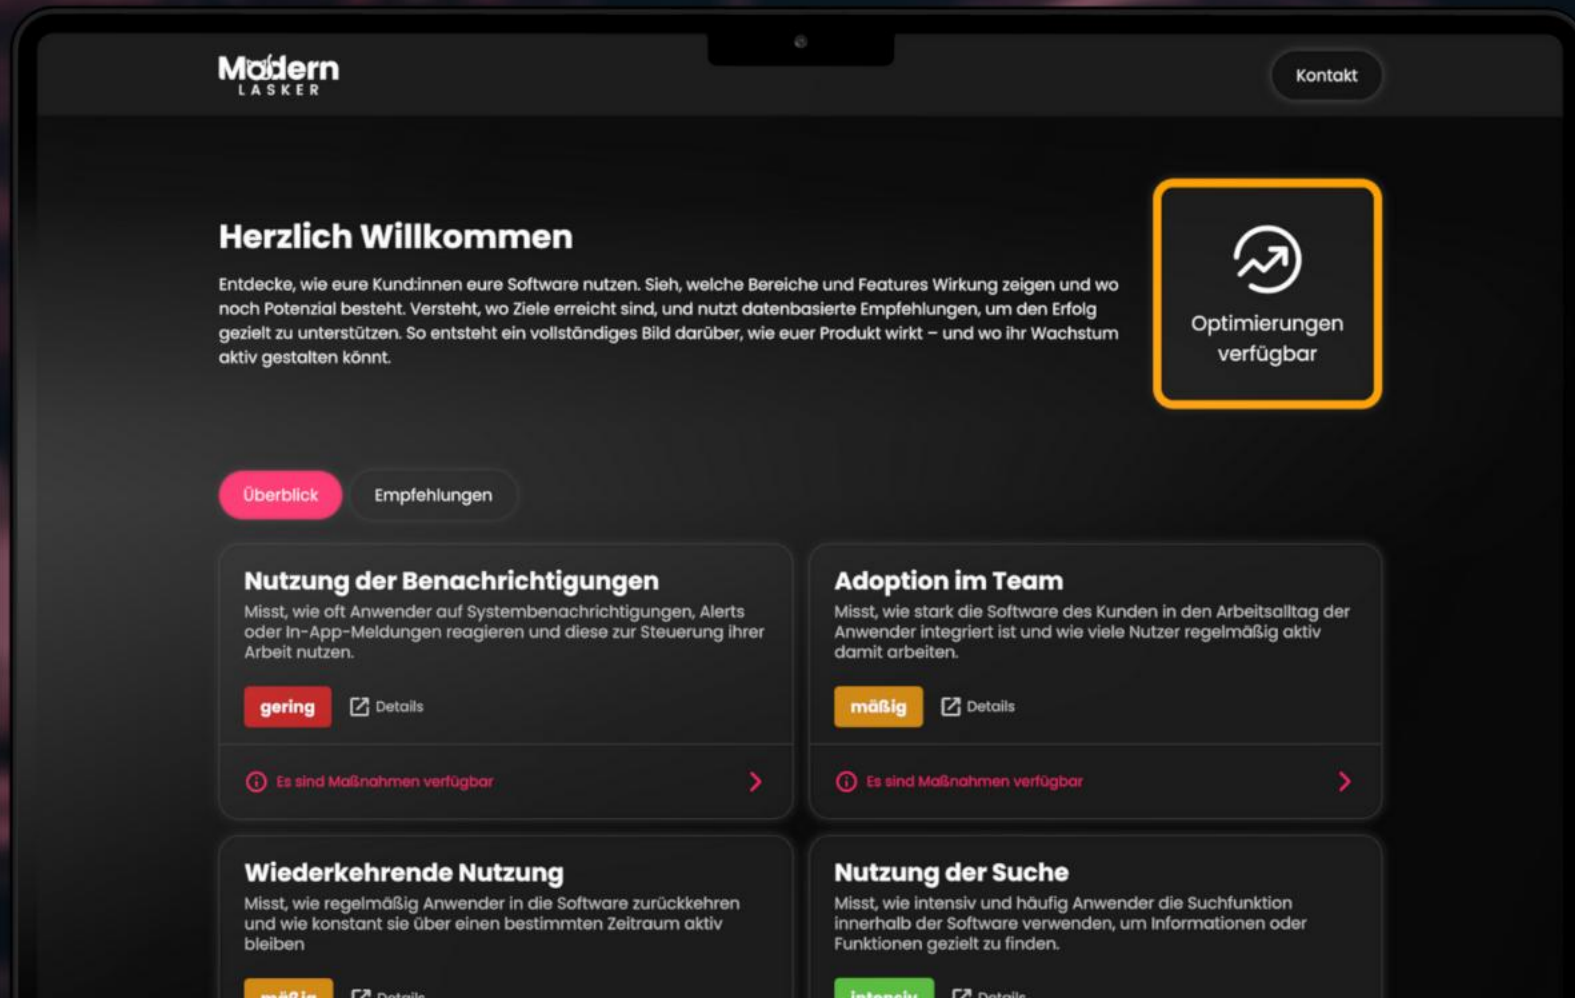 Modern
LASKER
Kontakt
Herzlich Willkommen
Entdecke, wie eure Kund:innen eure Software nutzen. Sieh, welche Bereiche und Features Wirkung zeigen und wo
noch Potenzial besteht. Versteht, wo Ziele erreicht sind, und nutzt datenbasierte Empfehlungen, um den Erfolg
gezielt zu unterstützen. So entsteht ein vollständiges Bild darüber, wie euer Produkt wirkt – und wo ihr Wachstum
aktiv gestalten könnt.
Optimierungen
verfügbar
Überblick
Empfehlungen
Nutzung der Benachrichtigungen
Misst, wie oft Anwender auf Systembenachrichtigungen, Alerts
oder In-App-Meldungen reagieren und diese zur Steuerung ihrer
Arbeit nutzen.
gering
Details
Es sind Maßnahmen verfügbar
Adoption im Team
Misst, wie stark die Software des Kunden in den Arbeitsalltag der
Anwender integriert ist und wie viele Nutzer regelmäßig aktiv
damit arbeiten.
mäßig
Details
Es sind Maßnahmen verfügbar
Wiederkehrende Nutzung
Misst, wie regelmäßig Anwender in die Software zurückkehren
und wie konstant sie über einen bestimmten Zeitraum aktiv
bleiben
mäßig
Details
Nutzung der Suche
Misst, wie intensiv und häufig Anwender die Suchfunktion
innerhalb der Software verwenden, um Informationen oder
Funktionen gezielt zu finden.
intensiv
Details